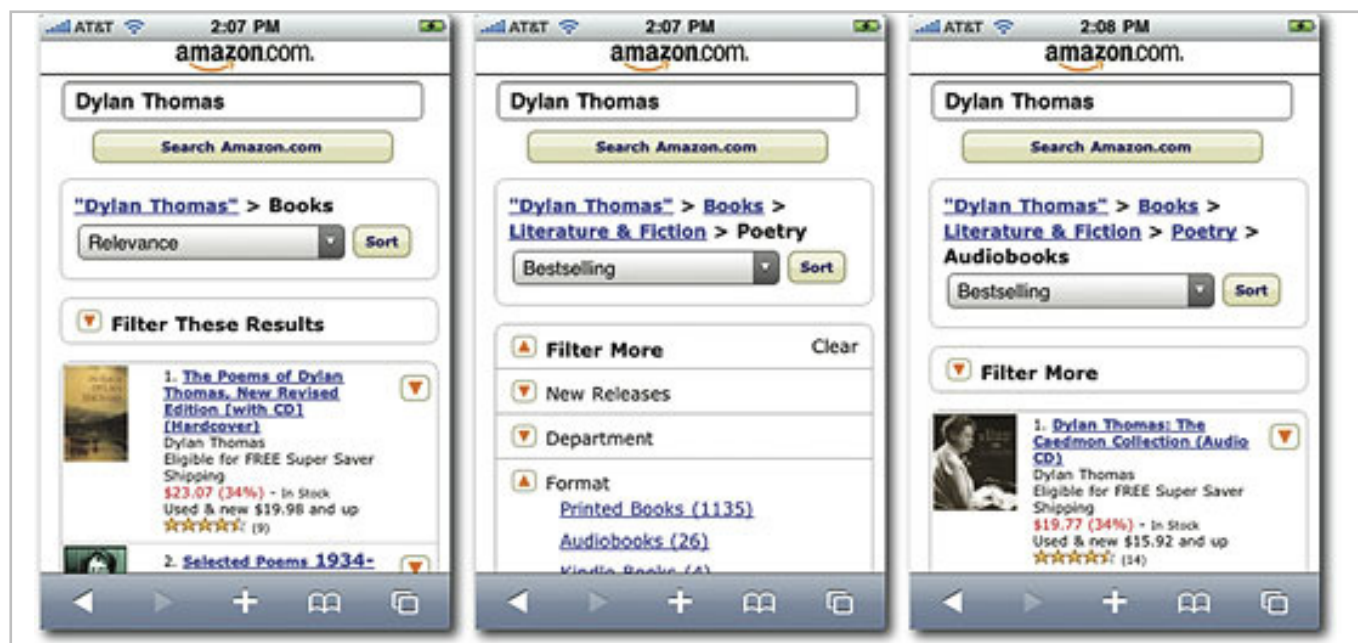 AT&T 2:07 PM
amazon.com.
Dylan Thomas
Search Amazon.com
"Dylan Thomas" > Books
Relevance Sort
Filter These Results
1. The Poems of Dylan
Thomas, New Revised
Edition [with CD]
(Hardcover)
Dylan Thomas
Eligible for FREE Super Saver
Shipping
$23.07 (34%) - In Stock
Used & new $19.98 and up
(9)
2. Selected Poems 1934-
AT&T 2:07 PM
amazon.com.
Dylan Thomas
Search Amazon.com
"Dylan Thomas" > Books >
Literature & Fiction > Poetry
Bestselling Sort
Filter More Clear
New Releases
Department
Format
Printed Books (1135)
Audiobooks (26)
Kindle Books (4)
AT&T 2:08 PM
amazon.com.
Dylan Thomas
Search Amazon.com
"Dylan Thomas" > Books >
Literature & Fiction > Poetry >
Audiobooks
Bestselling Sort
Filter More
1. Dylan Thomas: The
Caedmon Collection (Audio
CD)
Dylan Thomas
Eligible for FREE Super Saver
Shipping
$19.77 (34%) - In Stock
Used & new $15.92 and up
(14)